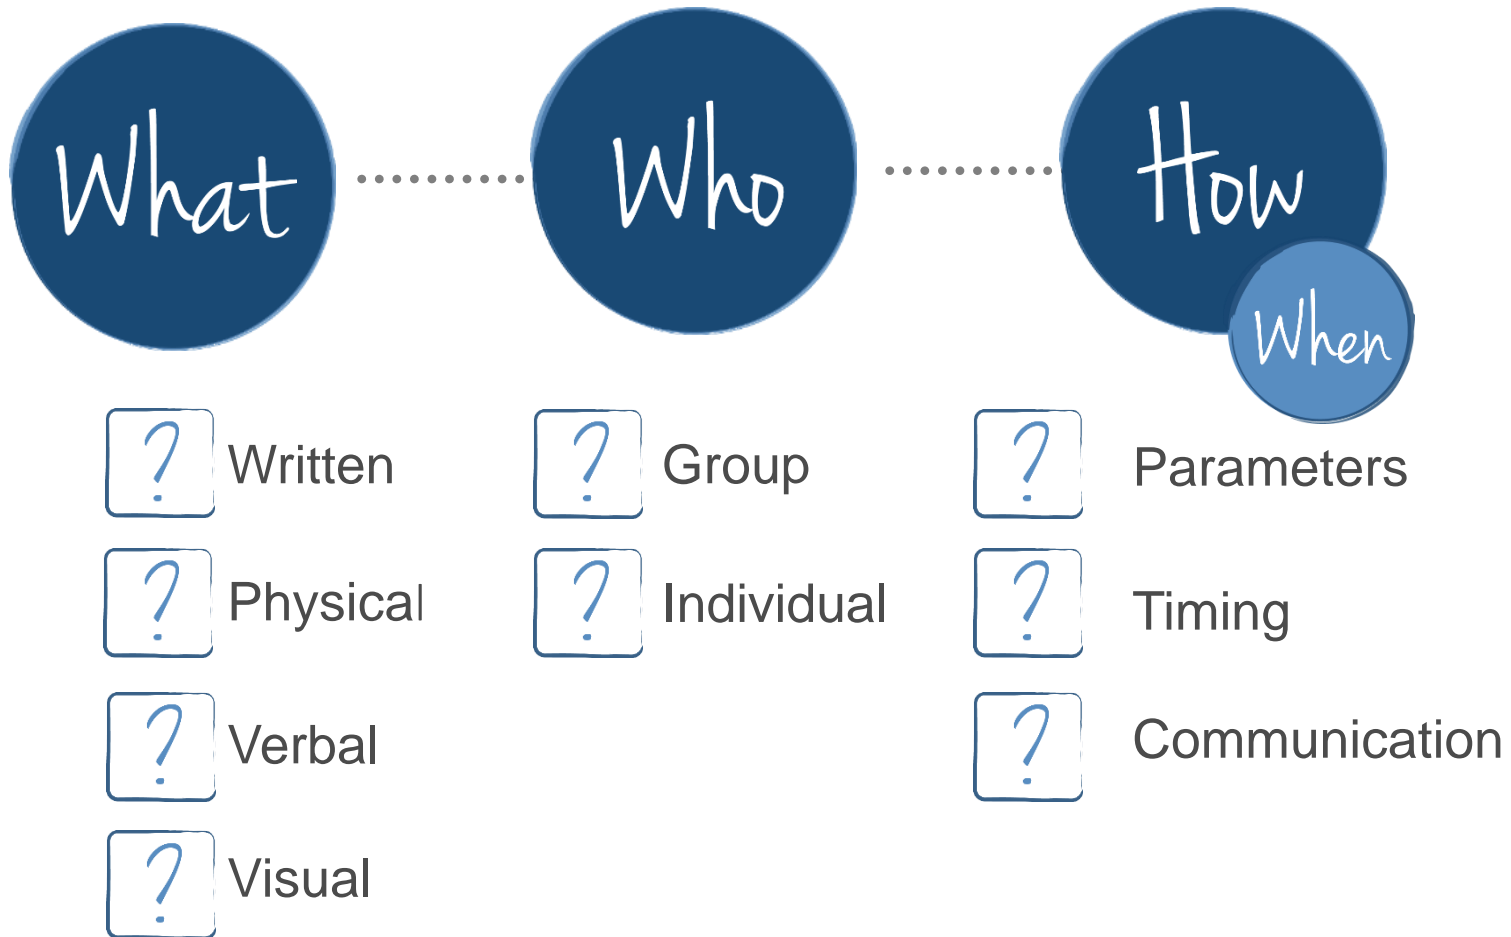 What
Who
How
When
? Written
? Physical
? Verbal
? Visual
? Group
? Individual
? Parameters
? Timing
? Communication